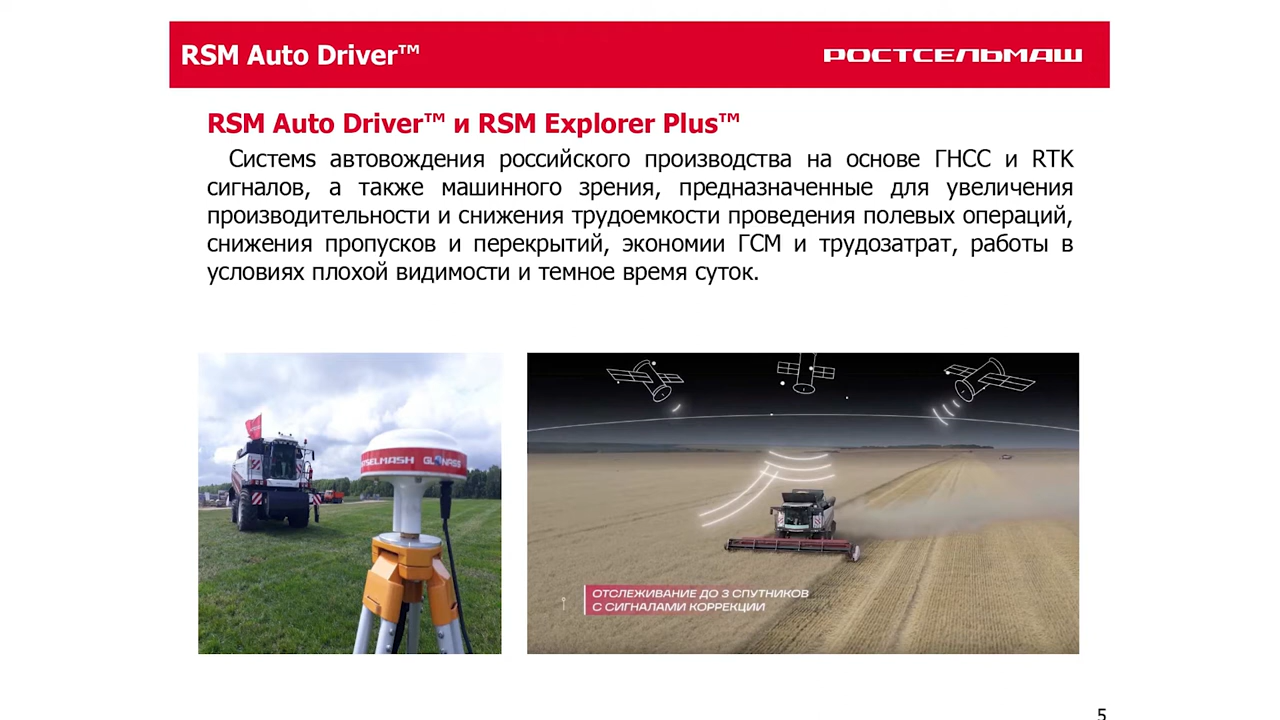 RSM Auto Driver™
РОСТСЕЛЬМАШ
RSM Auto Driver™ и RSM Explorer Plus™
Системs автовождения российского производства на основе ГНСС и RTK
сигналов, а также машинного зрения, предназначенные для увеличения
производительности и снижения трудоемкости проведения полевых операций,
снижения пропусков и перекрытий, экономии ГСМ и трудозатрат, работы в
условиях плохой видимости и темное время суток.
GLONASS
ОТСЛЕЖИВАНИЕ ДО 3 СПУТНИКОВ
С СИГНАЛАМИ КОРРЕКЦИИ
5